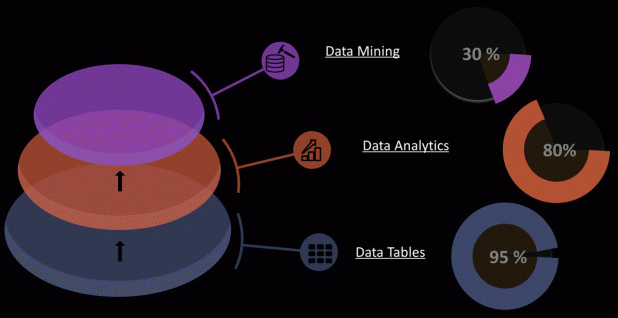 Data Mining
30 %
Data Analytics
80%
Data Tables
95 %